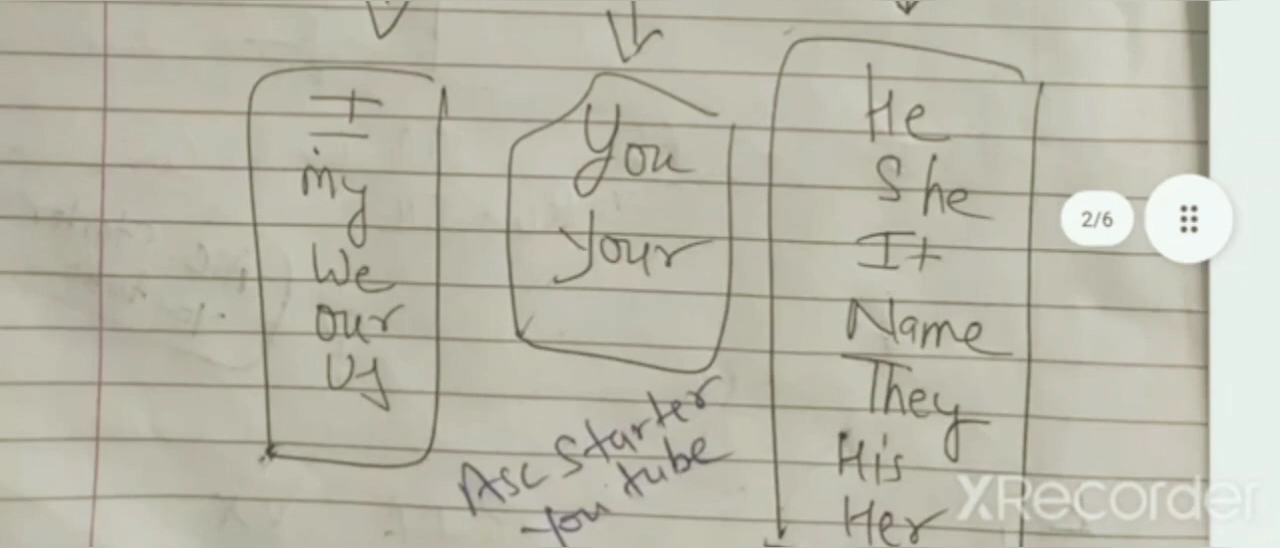 I
my
We
our
Us
You
your
He
She
It
Name
They
His
Her
Asc Starter
You tube
2/6
XRecorder